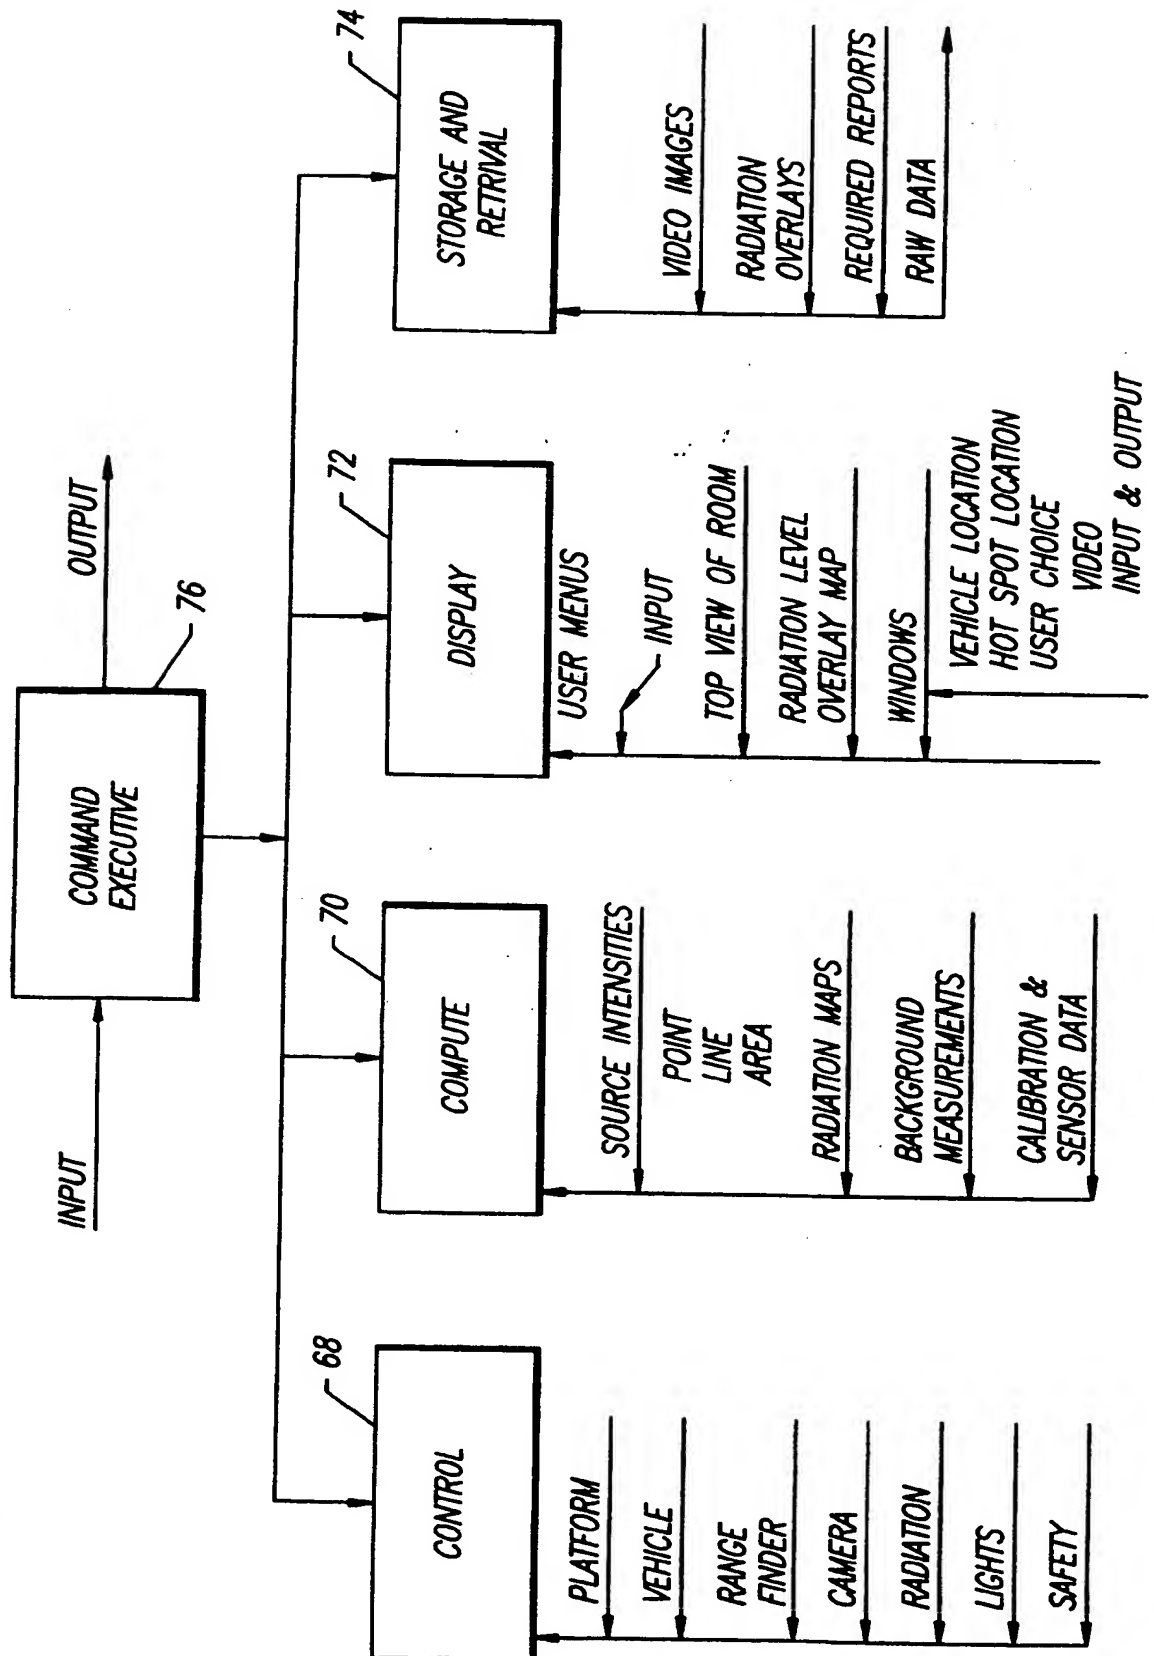 INPUT
COMMAND
EXECUTIVE
OUTPUT
76
68
CONTROL
PLATFORM
VEHICLE
RANGE
FINDER
CAMERA
RADIATION
LIGHTS
SAFETY
70
COMPUTE
SOURCE INTENSITIES
POINT
LINE
AREA
RADIATION MAPS
BACKGROUND
MEASUREMENTS
CALIBRATION &
SENSOR DATA
72
DISPLAY
USER MENUS
INPUT
TOP VIEW OF ROOM
RADIATION LEVEL
OVERLAY MAP
WINDOWS
VEHICLE LOCATION
HOT SPOT LOCATION
USER CHOICE
VIDEO
INPUT & OUTPUT
74
STORAGE AND
RETRIVAL
VIDEO IMAGES
RADIATION
OVERLAYS
REQUIRED REPORTS
RAW DATA